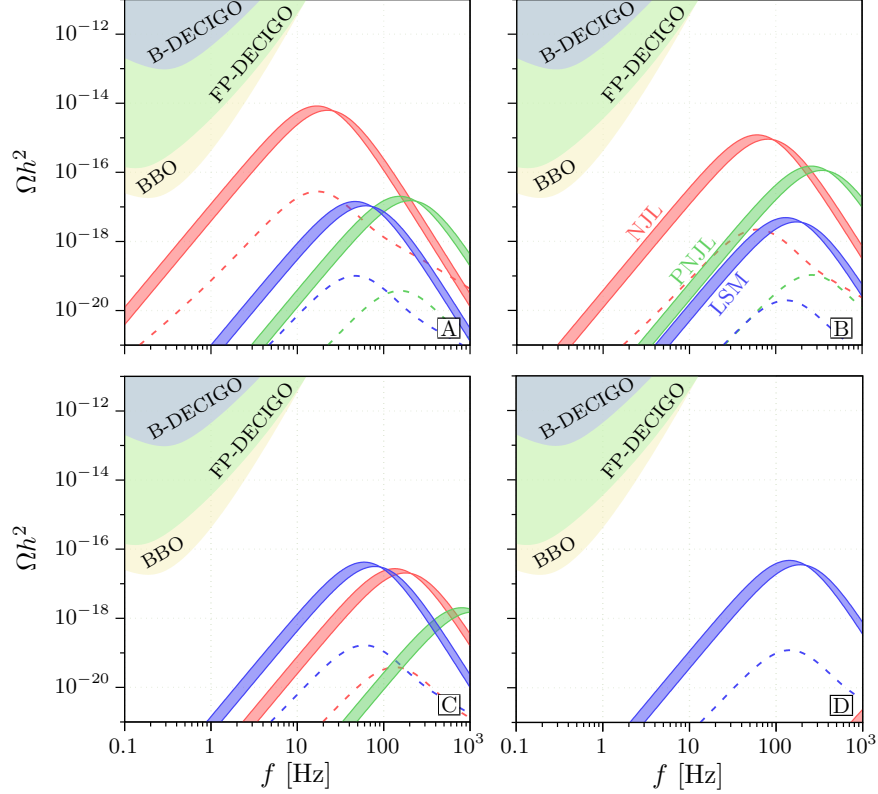 10^{-12}
10^{-14}
10^{-16}
10^{-18}
10^{-20}
Ωh²
B-DECIGO
FP-DECIGO
BBO
A
B-DECIGO
FP-DECIGO
BBO
NJL
PNJL
LSM
B
10^{-12}
10^{-14}
10^{-16}
10^{-18}
10^{-20}
Ωh²
B-DECIGO
FP-DECIGO
BBO
C
0.1 1 10 100 10³
f [Hz]
B-DECIGO
FP-DECIGO
BBO
D
0.1 1 10 100 10³
f [Hz]